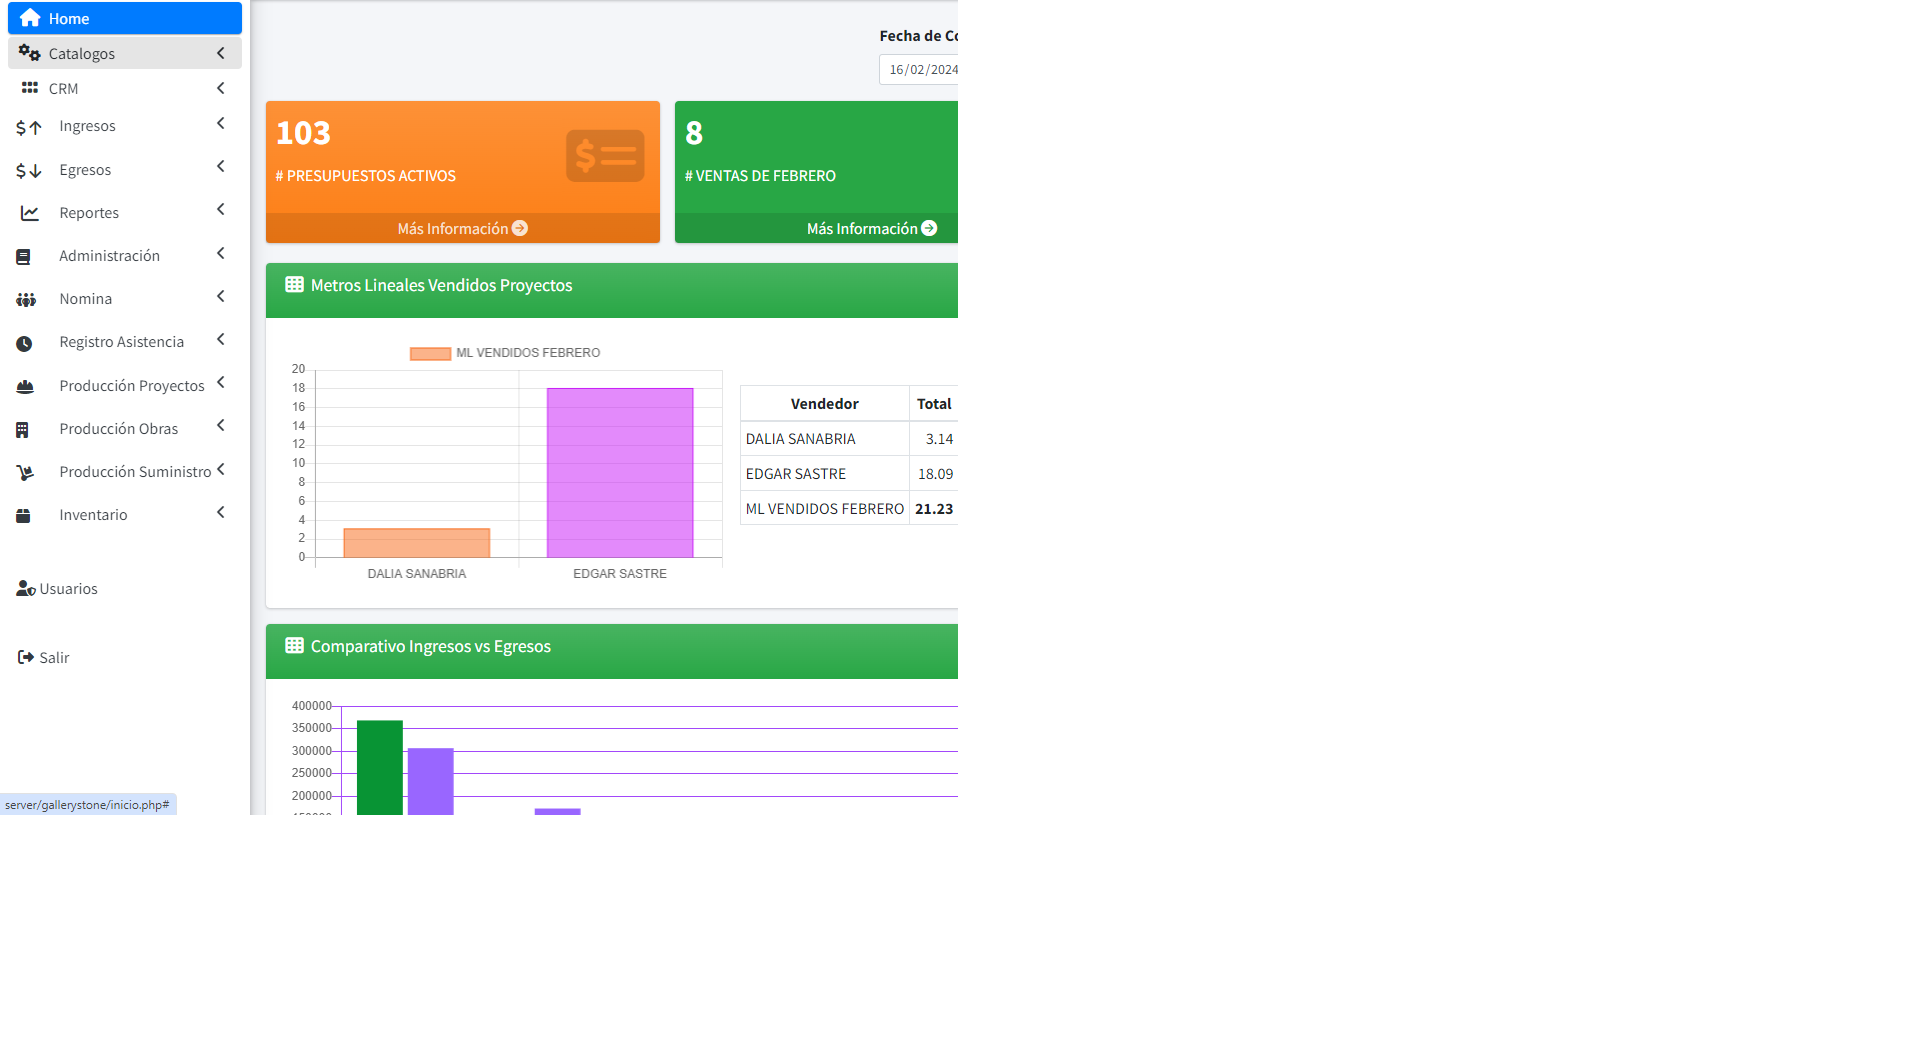 Home
Catalogos
CRM
Ingresos
Egresos
Reportes
Administración
Nomina
Registro Asistencia
Producción Proyectos
Producción Obras
Producción Suministro
Inventario
Usuarios
Salir
server/gallerystone/inicio.php#
Fecha de Co
16/02/2024
103
# PRESUPUESTOS ACTIVOS
Más Información
8
# VENTAS DE FEBRERO
Más Información
Metros Lineales Vendidos Proyectos
ML VENDIDOS FEBRERO
20
18
16
14
12
10
8
6
4
2
0
DALIA SANABRIA EDGAR SASTRE
Vendedor Total
DALIA SANABRIA 3.14
EDGAR SASTRE 18.09
ML VENDIDOS FEBRERO 21.23
Comparativo Ingresos vs Egresos
400000
350000
300000
250000
200000